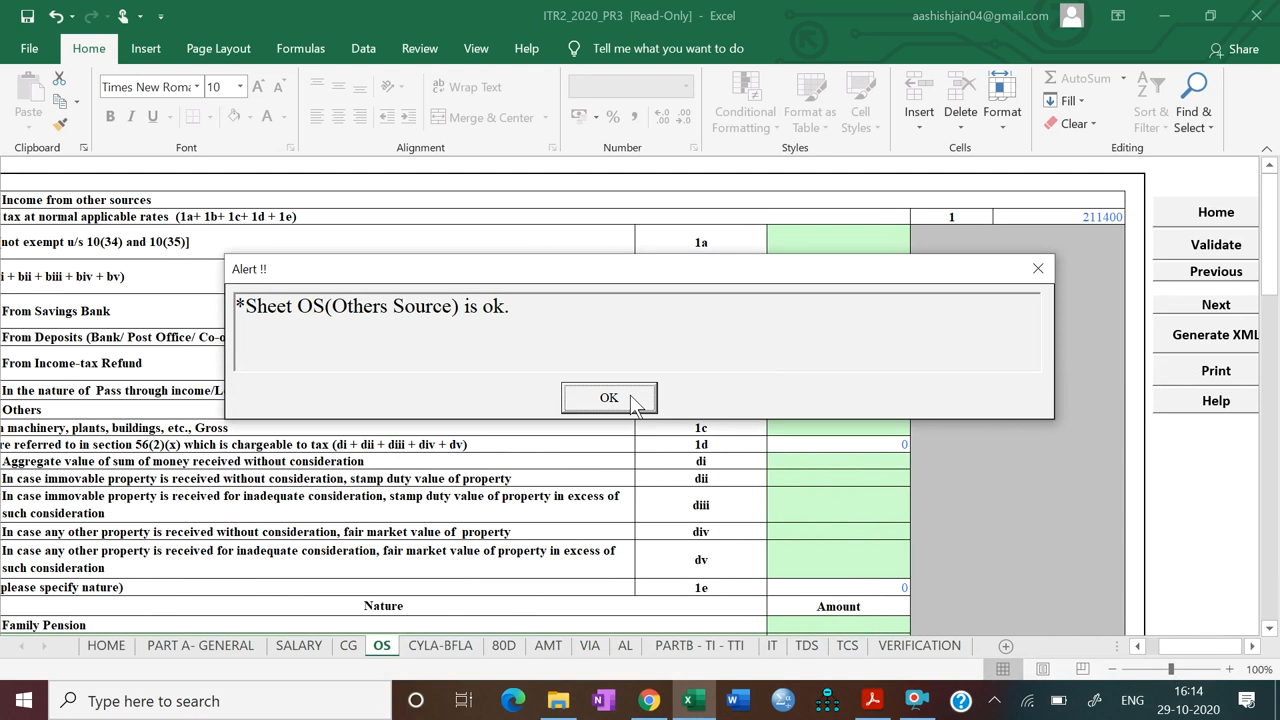 ITR2_2020_PR3 [Read-Only] - Excel
aashishjain04@gmail.com
File Home Insert Page Layout Formulas Data Review View Help Tell me what you want to do Share
Paste
Times New Roma
10
Wrap Text
Merge & Center
Conditional Formatting
Format as Table
Cell Styles
Insert
Delete
Format
AutoSum
Fill
Clear
Sort & Filter
Find & Select
Clipboard Font Alignment Number Styles Cells Editing
Income from other sources
tax at normal applicable rates (1a+ 1b+ 1c+ 1d + 1e) 1 211400
not exempt u/s 10(34) and 10(35)] 1a
i + bii + biii + biv + bv)
From Savings Bank
From Deposits (Bank/ Post Office/ Co-o
From Income-tax Refund
In the nature of Pass through income/L
Others
Alert !!
*Sheet OS(Others Source) is ok.
OK
n machinery, plants, buildings, etc., Gross 1c
re referred to in section 56(2)(x) which is chargeable to tax (di + dii + diii + div + dv) 1d 0
Aggregate value of sum of money received without consideration di
In case immovable property is received without consideration, stamp duty value of property dii
In case immovable property is received for inadequate consideration, stamp duty value of property in excess of
such consideration diii
In case any other property is received without consideration, fair market value of property div
In case any other property is received for inadequate consideration, fair market value of property in excess of
such consideration dv
please specify nature) 1e 0
Nature Amount
Family Pension
Home
Validate
Previous
Next
Generate XML
Print
Help
HOME PART A- GENERAL SALARY CG OS CYLA-BFLA 80D AMT VIA AL PARTB - TI - TTI IT TDS TCS VERIFICATION
100%
Type here to search
ENG
16:14
29-10-2020